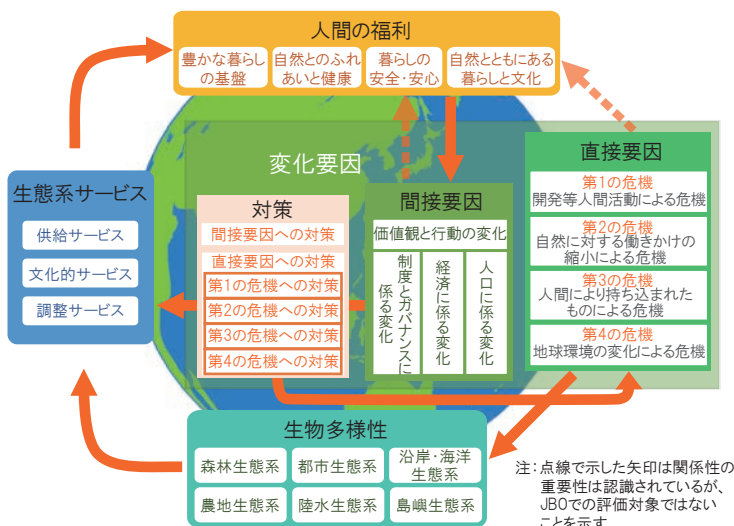 人間の福利
豊かな暮らし
の基盤
自然とのふれ
あいと健康
暮らしの
安全・安心
自然とともにある
暮らしと文化
変化要因
直接要因
第1の危機
開発等人間活動による危機
第2の危機
自然に対する働きかけの
縮小による危機
第3の危機
人間により持ち込まれた
ものによる危機
第4の危機
地球環境の変化による危機
生態系サービス
供給サービス
文化的サービス
調整サービス
対策
間接要因への対策
直接要因への対策
第1の危機への対策
第2の危機への対策
第3の危機への対策
第4の危機への対策
間接要因
価値観と行動の変化
制度とガバナンスに
係る変化
経済に係る変化
人口に係る変化
生物多様性
森林生態系
都市生態系
沿岸・海洋
生態系
農地生態系
陸水生態系
島嶼生態系
注：点線で示した矢印は関係性の
重要性は認識されているが、
JBOでの評価対象ではない
ことを示す